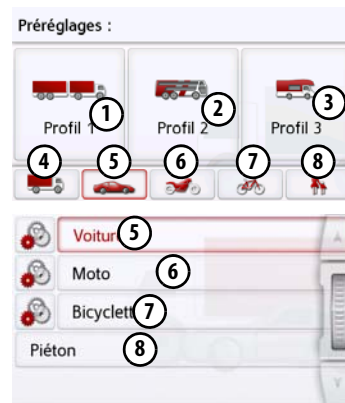 Préréglages :
1 2 3
Profil 1 Profil 2 Profil 3
4 5 6 7 8
Voiture 5
Moto 6
Bicyclett 7
Piéton 8